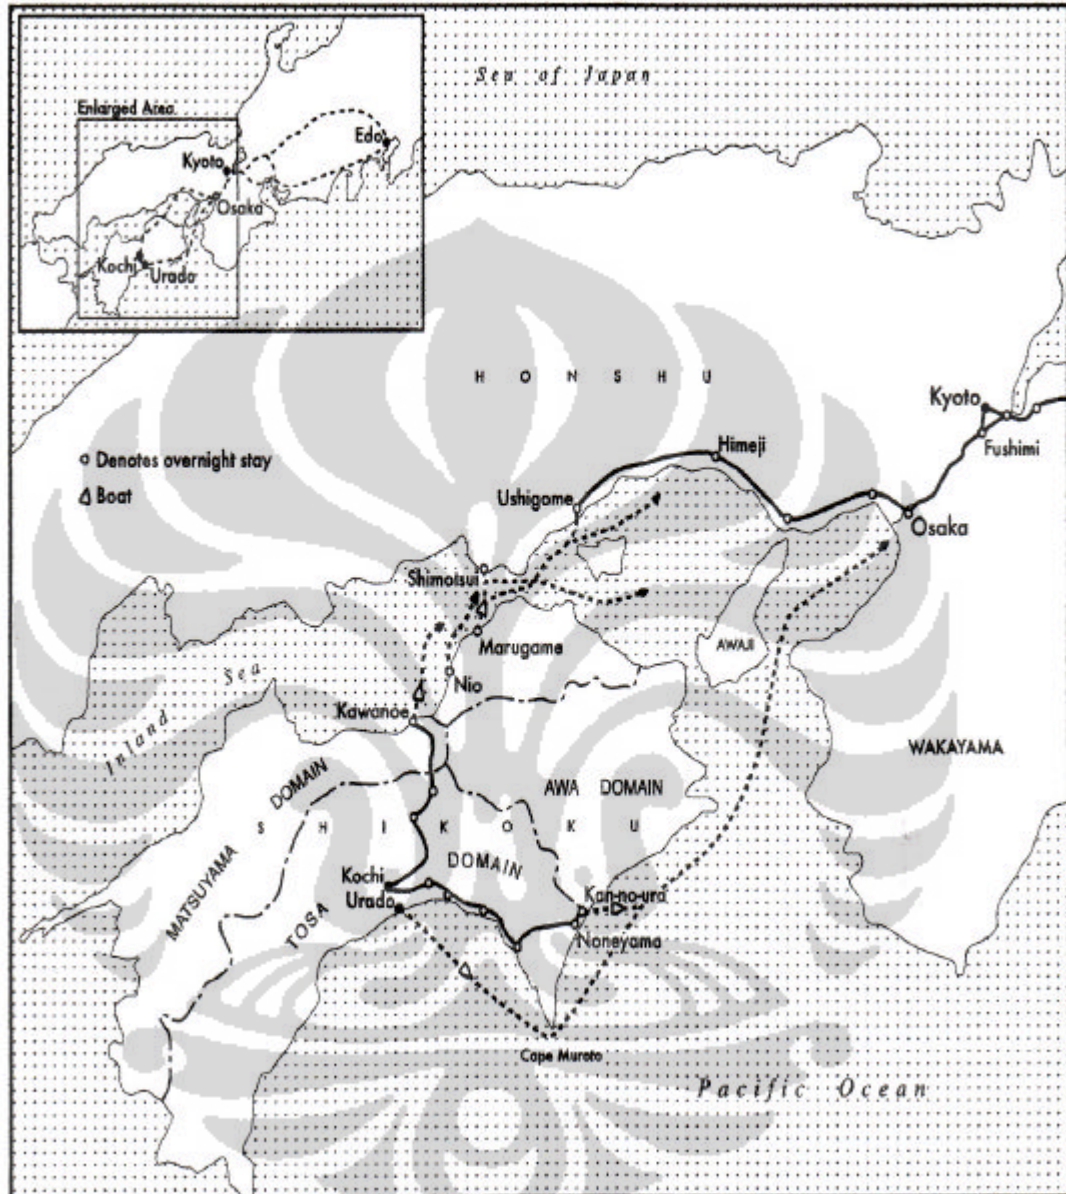 Sea of Japan
Enlarged Area
Edo
Kyoto
Osaka
Kochi
Urado
HONSHU
Kyoto
Fushimi
Denotes overnight stay
Boat
Himeji
Ushigome
Osaka
Shimotsui
Marugame
AWAJI
Sea
Nio
Kawanoe
Inland
WAKAYAMA
DOMAIN
AWA DOMAIN
SHIKOKU
DOMAIN
MATSUYAMA
Kochi
Urado
Kan-no-ura
TOSA
Noneyama
Cape Muroto
Pacific Ocean